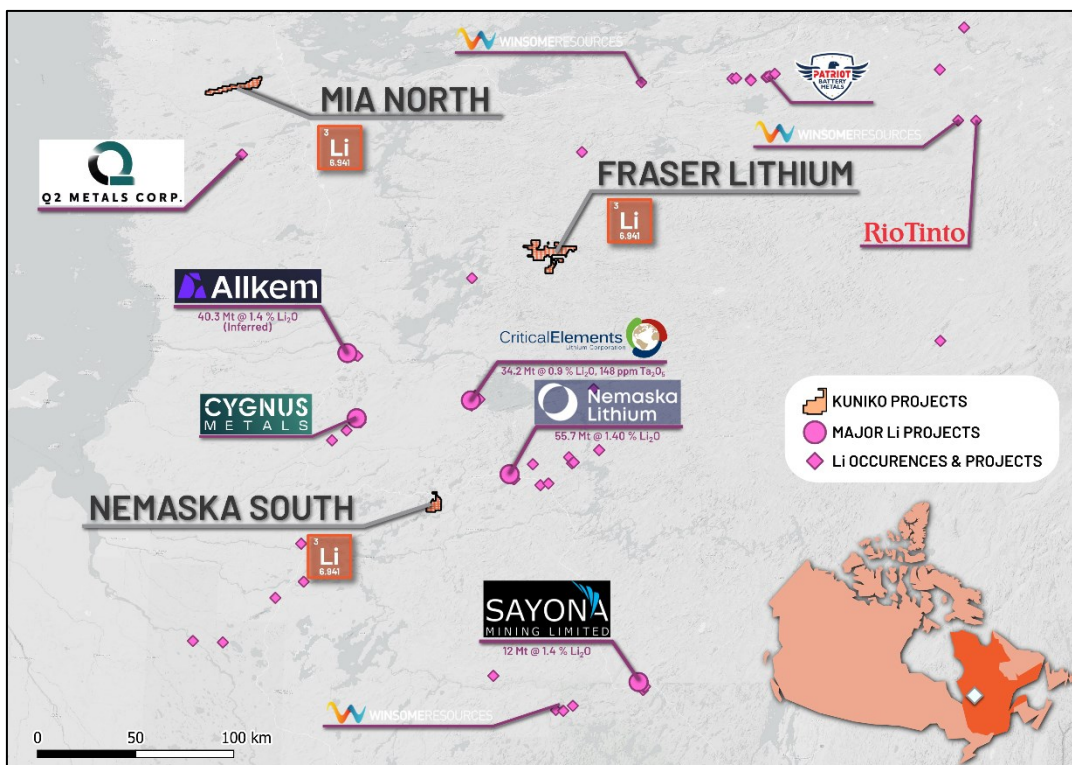 WINSOMERESOURCES
PATRIOT
BATTERY
METALS
MIA NORTH
3
Li
6.941
WINSOMERESOURCES
Q2 METALS CORP.
FRASER LITHIUM
3
Li
6.941
RioTinto
Allkem
40.3 Mt @ 1.4 % Li₂O
(Inferred)
CriticalElements
Lithium Corporation
34.2 Mt @ 0.9 % Li₂O, 148 ppm Ta₂O₅
Nemaska
Lithium
55.7 Mt @ 1.40 % Li₂O
CYGNUS
METALS
KUNIKO PROJECTS
MAJOR Li PROJECTS
Li OCCURENCES & PROJECTS
NEMASKA SOUTH
3
Li
6.941
SAYONA
MINING LIMITED
12 Mt @ 1.4 % Li₂O
WINSOMERESOURCES
0 50 100 km